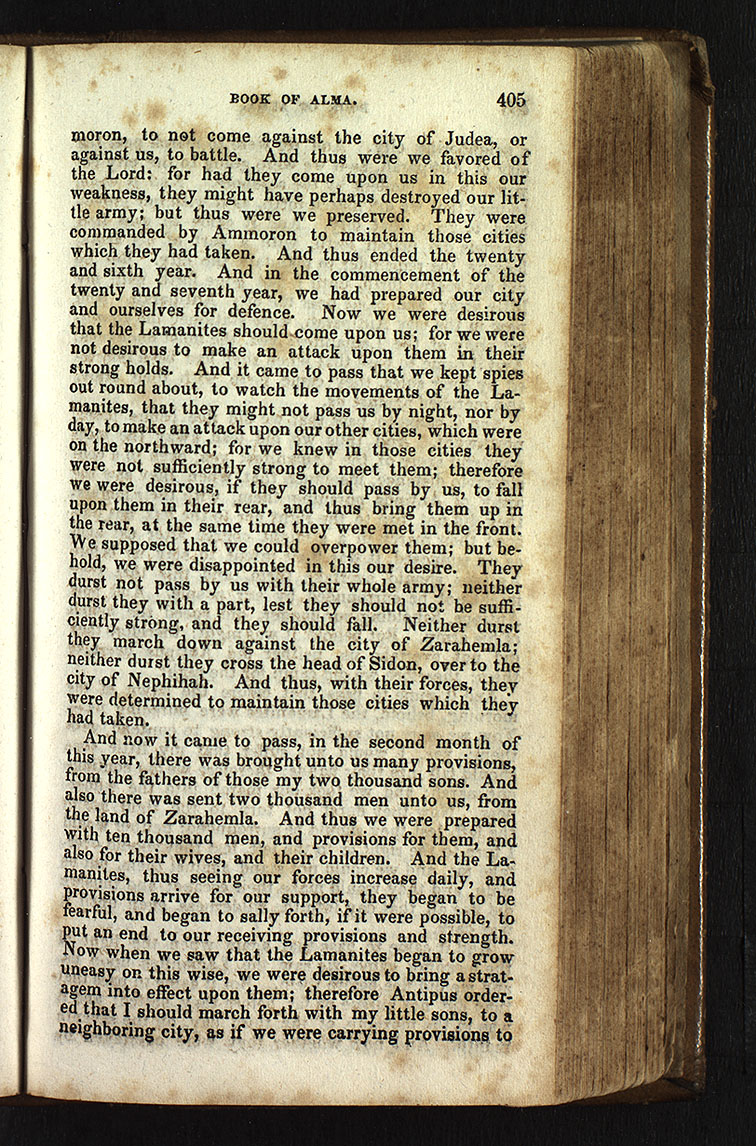 BOOK OF ALMA. 405
moron, to not come against the city of Judea, or
against us, to battle. And thus were we favored of
the Lord: for had they come upon us in this our
weakness, they might have perhaps destroyed our lit-
tle army; but thus were we preserved. They were
commanded by Ammoron to maintain those cities
which they had taken. And thus ended the twenty
and sixth year. And in the commencement of the
twenty and seventh year, we had prepared our city
and ourselves for defence. Now we were desirous
that the Lamanites should come upon us; for we were
not desirous to make an attack upon them in their
strong holds. And it came to pass that we kept spies
out round about, to watch the movements of the La-
manites, that they might not pass us by night, nor by
day, to make an attack upon our other cities, which were
on the northward; for we knew in those cities they
were not sufficiently strong to meet them; therefore
we were desirous, if they should pass by us, to fall
upon them in their rear, and thus bring them up in
the rear, at the same time they were met in the front.
We supposed that we could overpower them; but be-
hold, we were disappointed in this our desire. They
durst not pass by us with their whole army; neither
durst they with a part, lest they should not be suffi-
ciently strong, and they should fall. Neither durst
they march down against the city of Zarahemla;
neither durst they cross the head of Sidon, over to the
city of Nephihah. And thus, with their forces, they
were determined to maintain those cities which they
had taken.
And now it came to pass, in the second month of
this year, there was brought unto us many provisions,
from the fathers of those my two thousand sons. And
also there was sent two thousand men unto us, from
the land of Zarahemla. And thus we were prepared
with ten thousand men, and provisions for them, and
also for their wives, and their children. And the La-
manites, thus seeing our forces increase daily, and
provisions arrive for our support, they began to be
fearful, and began to sally forth, if it were possible, to
put an end to our receiving provisions and strength.
Now when we saw that the Lamanites began to grow
uneasy on this wise, we were desirous to bring a strat-
agem into effect upon them; therefore Antipus order-
ed that I should march forth with my little sons, to a
neighboring city, as if we were carrying provisions to